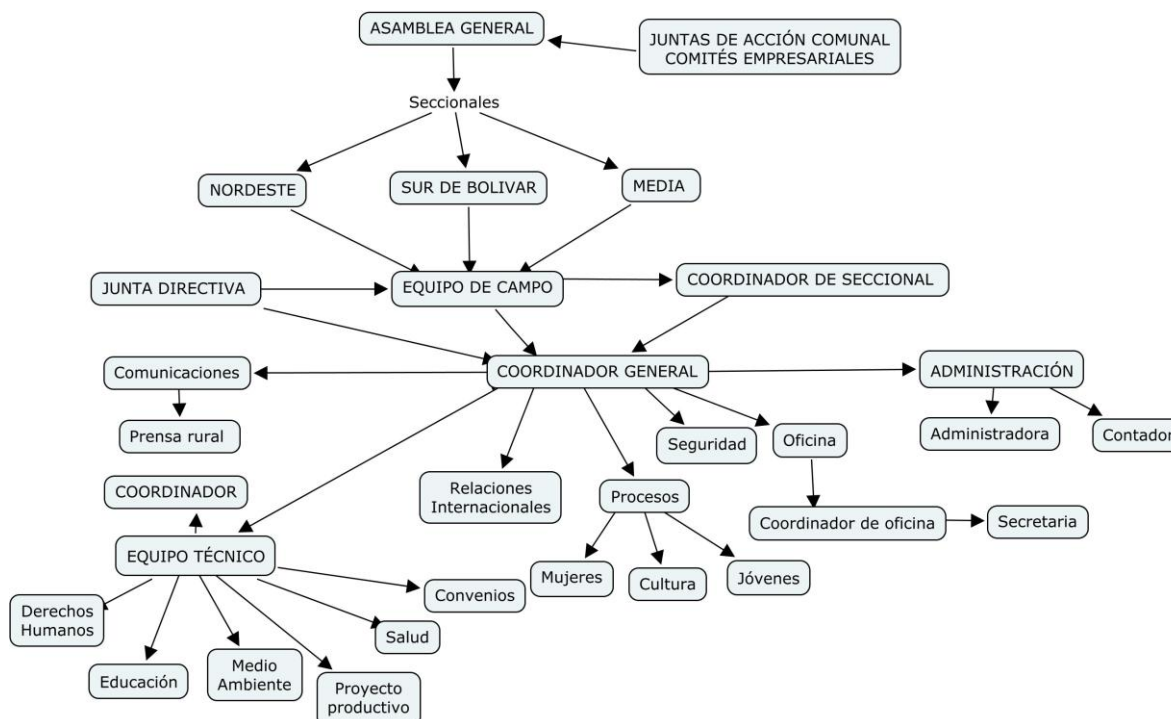 ASAMBLEA GENERAL
JUNTAS DE ACCIÓN COMUNAL
COMITÉS EMPRESARIALES
Seccionales
NORDESTE
SUR DE BOLIVAR
MEDIA
JUNTA DIRECTIVA
EQUIPO DE CAMPO
COORDINADOR DE SECCIONAL
Comunicaciones
COORDINADOR GENERAL
ADMINISTRACIÓN
Prensa rural
Seguridad
Oficina
Administradora
Contador
COORDINADOR
Relaciones
Internacionales
Procesos
Coordinador de oficina
Secretaria
EQUIPO TÉCNICO
Mujeres
Cultura
Jóvenes
Derechos
Humanos
Convenios
Salud
Educación
Medio
Ambiente
Proyecto
productivo